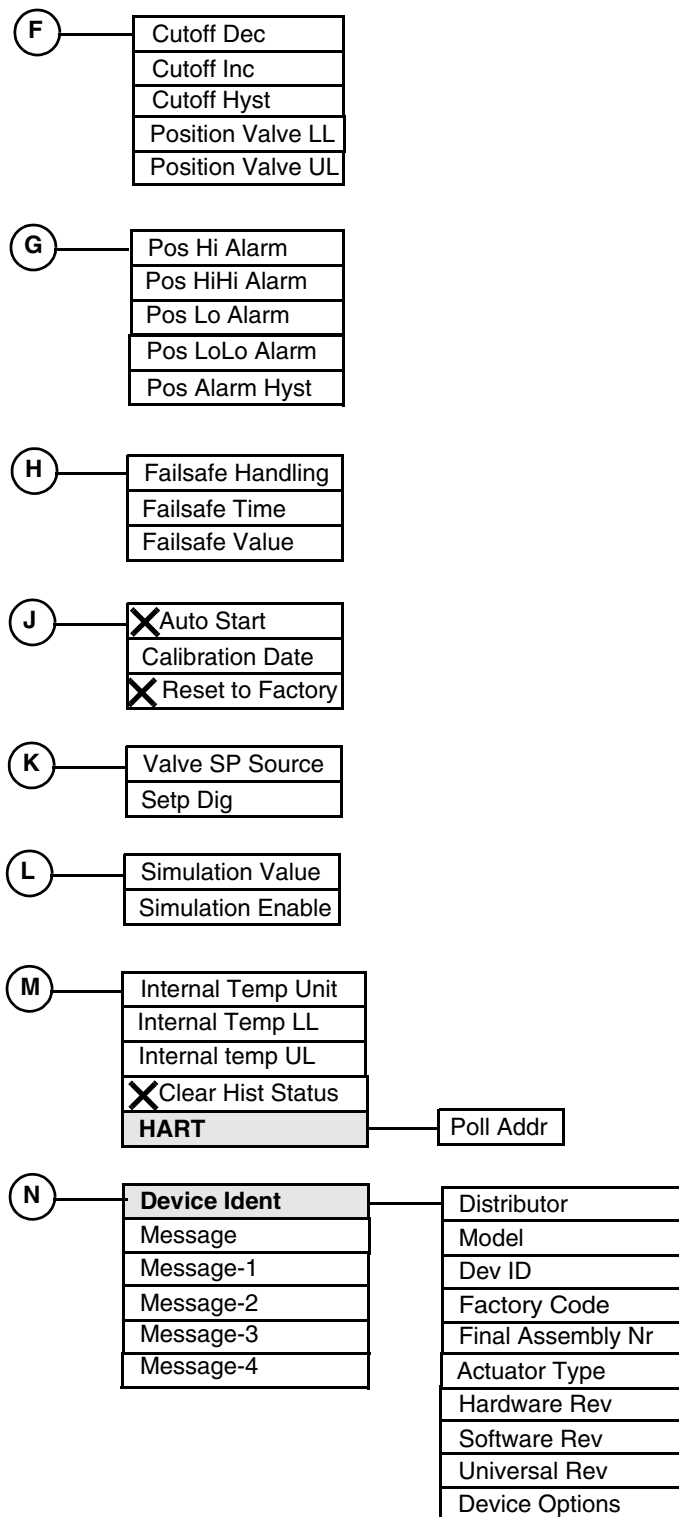 F
Cutoff Dec
Cutoff Inc
Cutoff Hyst
Position Valve LL
Position Valve UL
G
Pos Hi Alarm
Pos HiHi Alarm
Pos Lo Alarm
Pos LoLo Alarm
Pos Alarm Hyst
H
Failsafe Handling
Failsafe Time
Failsafe Value
J
Auto Start
Calibration Date
Reset to Factory
K
Valve SP Source
Setp Dig
L
Simulation Value
Simulation Enable
M
Internal Temp Unit
Internal Temp LL
Internal temp UL
Clear Hist Status
HART
Poll Addr
N
Device Ident
Message
Message-1
Message-2
Message-3
Message-4
Distributor
Model
Dev ID
Factory Code
Final Assembly Nr
Actuator Type
Hardware Rev
Software Rev
Universal Rev
Device Options